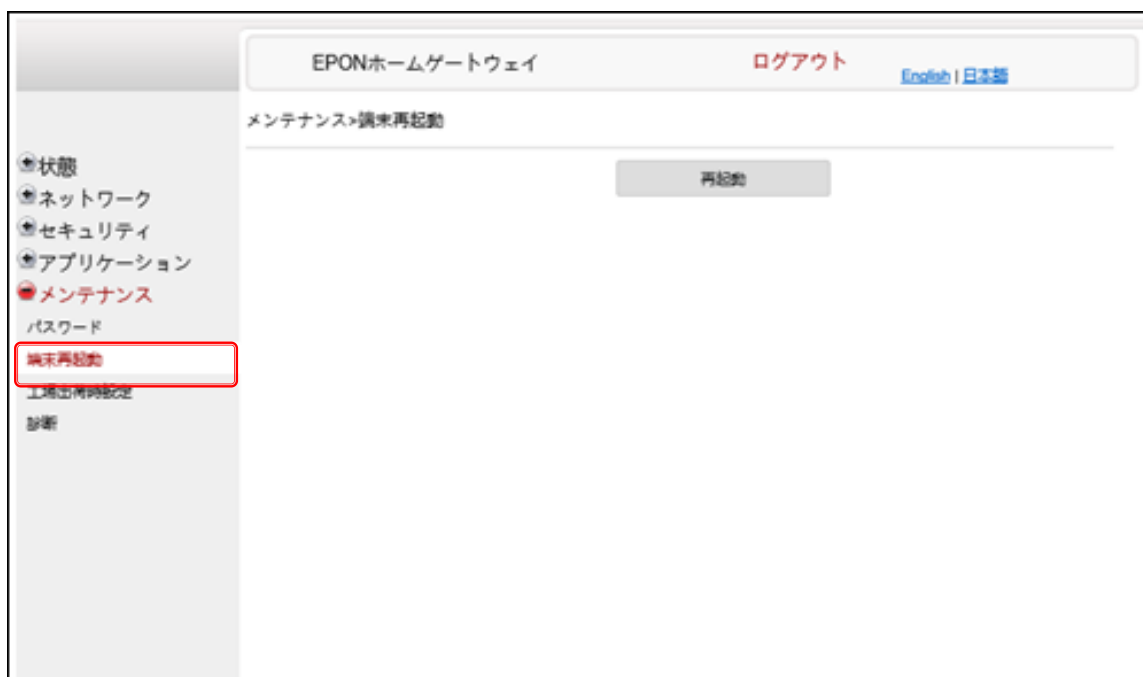 EPONホームゲートウェイ
ログアウト
English | 日本語
メンテナンス>端末再起動
再起動
状態
ネットワーク
セキュリティ
アプリケーション
メンテナンス
パスワード
端末再起動
工場出荷時設定
診断